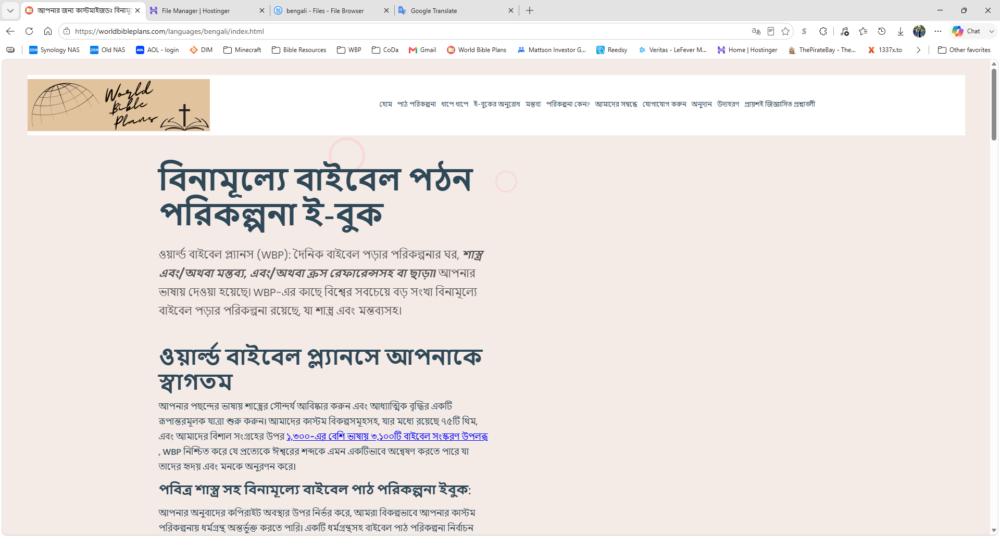 আপনার জন্য কাস্টমাইজডঃ বিনামূ
File Manager | Hostinger
bengali - Files - File Browser
Google Translate
https://worldbibleplans.com/languages/bengali/index.html
Chat
Synology NAS
Old NAS
AOL - login
DIM
Minecraft
Bible Resources
WBP
CoDa
Gmail
World Bible Plans
Mattson Investor G...
Reedsy
Veritas - LeFever M...
Home | Hostinger
ThePirateBay - The...
1337x.to
Other favorites
World
Bible
Plans
হোম পাঠ পরিকল্পনা ধাপে ধাপে ই-বুকের অনুরোধ মন্তব্য পরিকল্পনা কেন? আমাদের সম্বন্ধে যোগাযোগ করুন অনুদান উদাহরণ প্রায়শই জিজ্ঞাসিত প্রশ্নাবলী
বিনামূল্যে বাইবেল পঠন
পরিকল্পনা ই-বুক
ওয়ার্ল্ড বাইবেল প্ল্যানস (WBP): দৈনিক বাইবেল পড়ার পরিকল্পনার ঘর, শাস্ত্র
এবং/অথবা মন্তব্য, এবং/অথবা ক্রস রেফারেন্সসহ বা ছাড়া। আপনার
ভাষায় দেওয়া হয়েছে। WBP-এর কাছে বিশ্বের সবচেয়ে বড় সংখা বিনামূল্যে
বাইবেল পড়ার পরিকল্পনা রয়েছে, যা শাস্ত্র এবং মন্তব্যসহ।
ওয়ার্ল্ড বাইবেল প্ল্যানসে আপনাকে
স্বাগতম
আপনার পছন্দের ভাষায় শাস্ত্রের সৌন্দর্য আবিষ্কার করুন এবং আধ্যাত্মিক বৃদ্ধির একটি
রূপান্তরমূলক যাত্রা শুরু করুন। আমাদের কাস্টম বিকল্পসমূহসহ, যার মধ্যে রয়েছে ৭৫টি থিম,
এবং আমাদের বিশাল সংগ্রহের উপর ১,৩০০-এর বেশি ভাষায় ৩,১০০টি বাইবেল সংস্করণ উপলব্ধ
, WBP নিশ্চিত করে যে প্রত্যেকে ঈশ্বরের শব্দকে এমন একটিভাবে অন্বেষণ করতে পারে যা
তাদের হৃদয় এবং মনকে অনুরণন করে।
পবিত্র শাস্ত্র সহ বিনামূল্যে বাইবেল পাঠ পরিকল্পনা ইবুক:
আপনার অনুবাদের কপিরাইট অবস্থার উপর নির্ভর করে, আমরা বিকল্পভাবে আপনার কাস্টম
পরিকল্পনায় ধর্মগ্রন্থ অন্তর্ভুক্ত করতে পারি। একটি ধর্মগ্রন্থসহ বাইবেল পাঠ পরিকল্পনা নির্বাচন